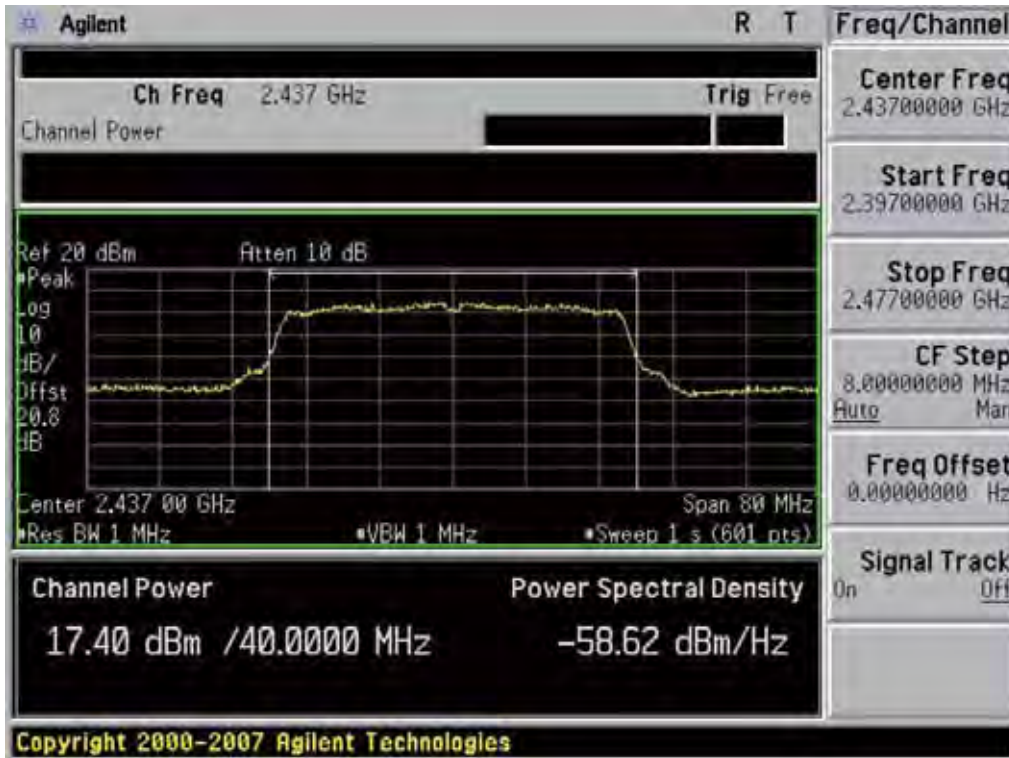 Agilent R T
Ch Freq 2.437 GHz Trig Free
Channel Power
Ref 20 dBm Atten 10 dB
Peak
Log
10
dB/
Offst
20.8
dB
Center 2.437 00 GHz Span 80 MHz
Res BW 1 MHz VBW 1 MHz Sweep 1 s (601 pts)
Channel Power Power Spectral Density
17.40 dBm /40.0000 MHz -58.62 dBm/Hz
Copyright 2000-2007 Agilent Technologies
Freq/Channel
Center Freq
2.43700000 GHz
Start Freq
2.39700000 GHz
Stop Freq
2.47700000 GHz
CF Step
8.00000000 MHz
Auto Man
Freq Offset
0.00000000 Hz
Signal Track
On Off